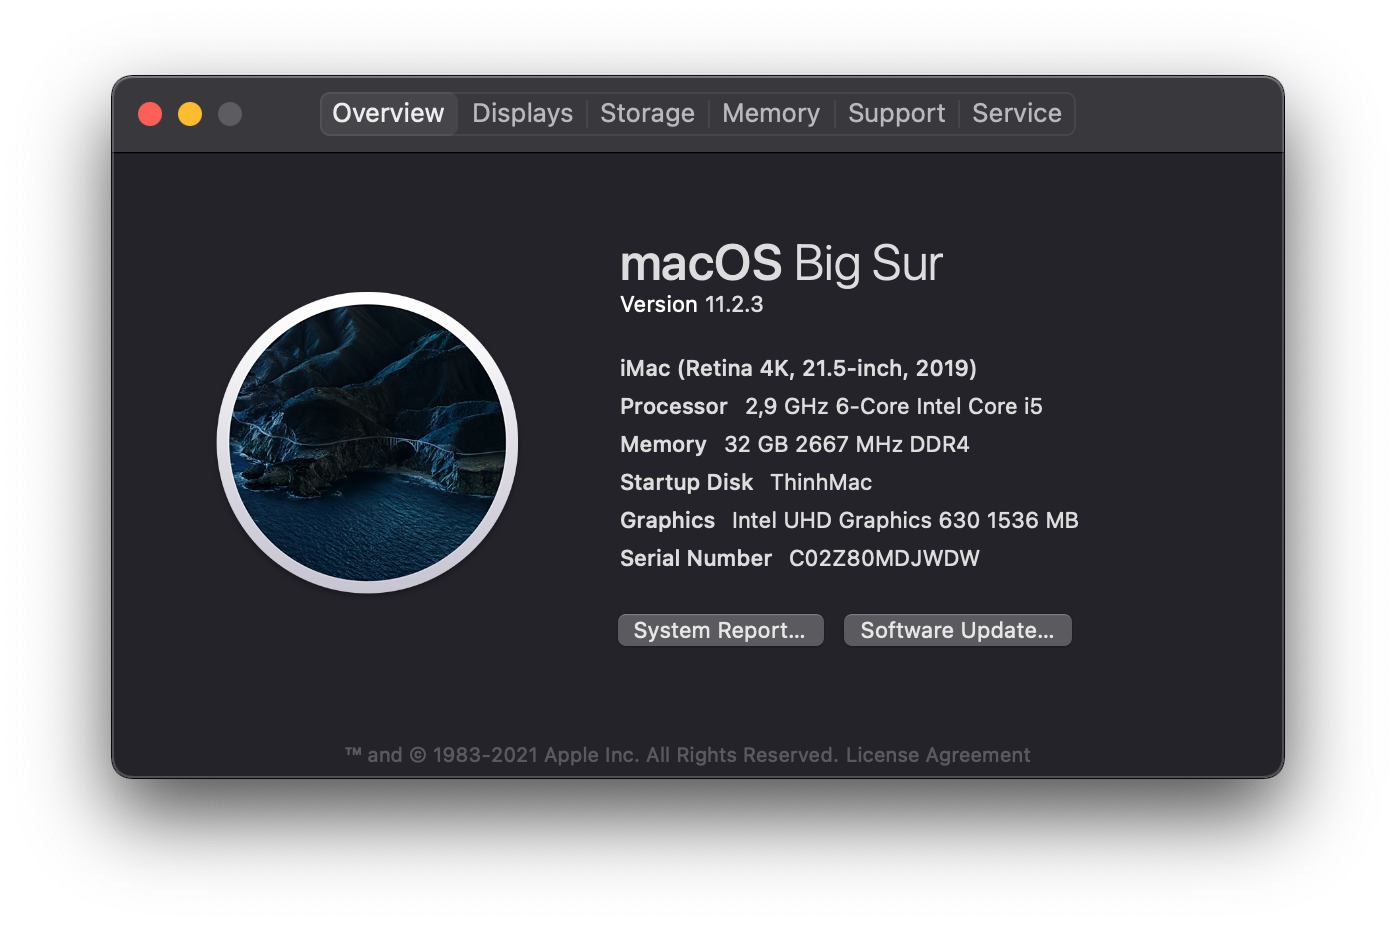 Overview Displays Storage Memory Support Service
macOS Big Sur
Version 11.2.3
iMac (Retina 4K, 21.5-inch, 2019)
Processor 2,9 GHz 6-Core Intel Core i5
Memory 32 GB 2667 MHz DDR4
Startup Disk ThinhMac
Graphics Intel UHD Graphics 630 1536 MB
Serial Number C02Z80MDJWDW
System Report... Software Update...
™ and © 1983-2021 Apple Inc. All Rights Reserved. License Agreement